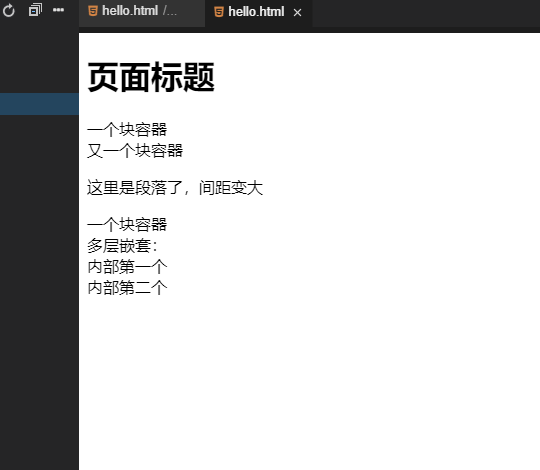 hello.html /...
hello.html
页面标题
一个块容器
又一个块容器
这里是段落了，间距变大
一个块容器
多层嵌套：
内部第一个
内部第二个